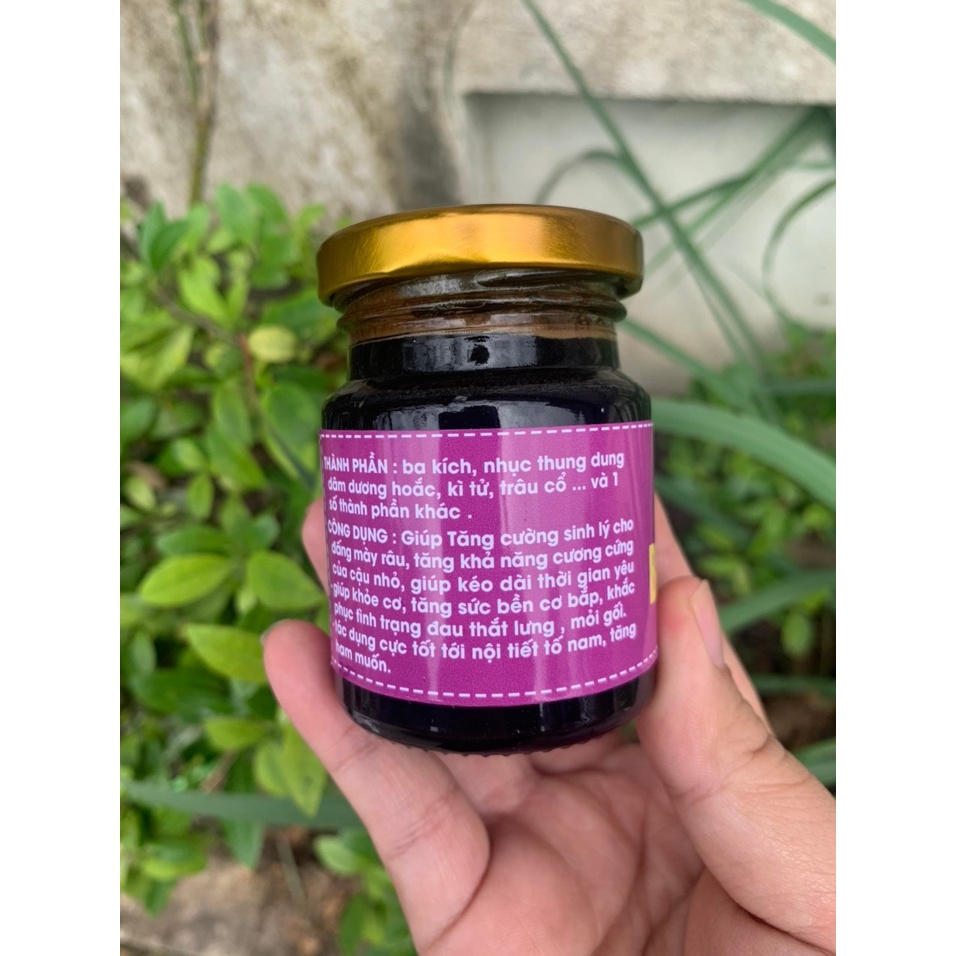 THÀNH PHẦN : ba kích, nhục thung dung
dâm dương hoắc, kì tử, trâu cổ ... và 1
số thành phần khác .
CÔNG DỤNG : Giúp Tăng cường sinh lý cho
đấng mày râu, tăng khả năng cương cứng
của cậu nhỏ, giúp kéo dài thời gian yêu
-giúp khỏe cơ, tăng sức bền cơ bắp, khắc
phục tình trạng đau thắt lưng , mỏi gối.
-tác dụng cực tốt tới nội tiết tố nam, tăng
ham muốn.